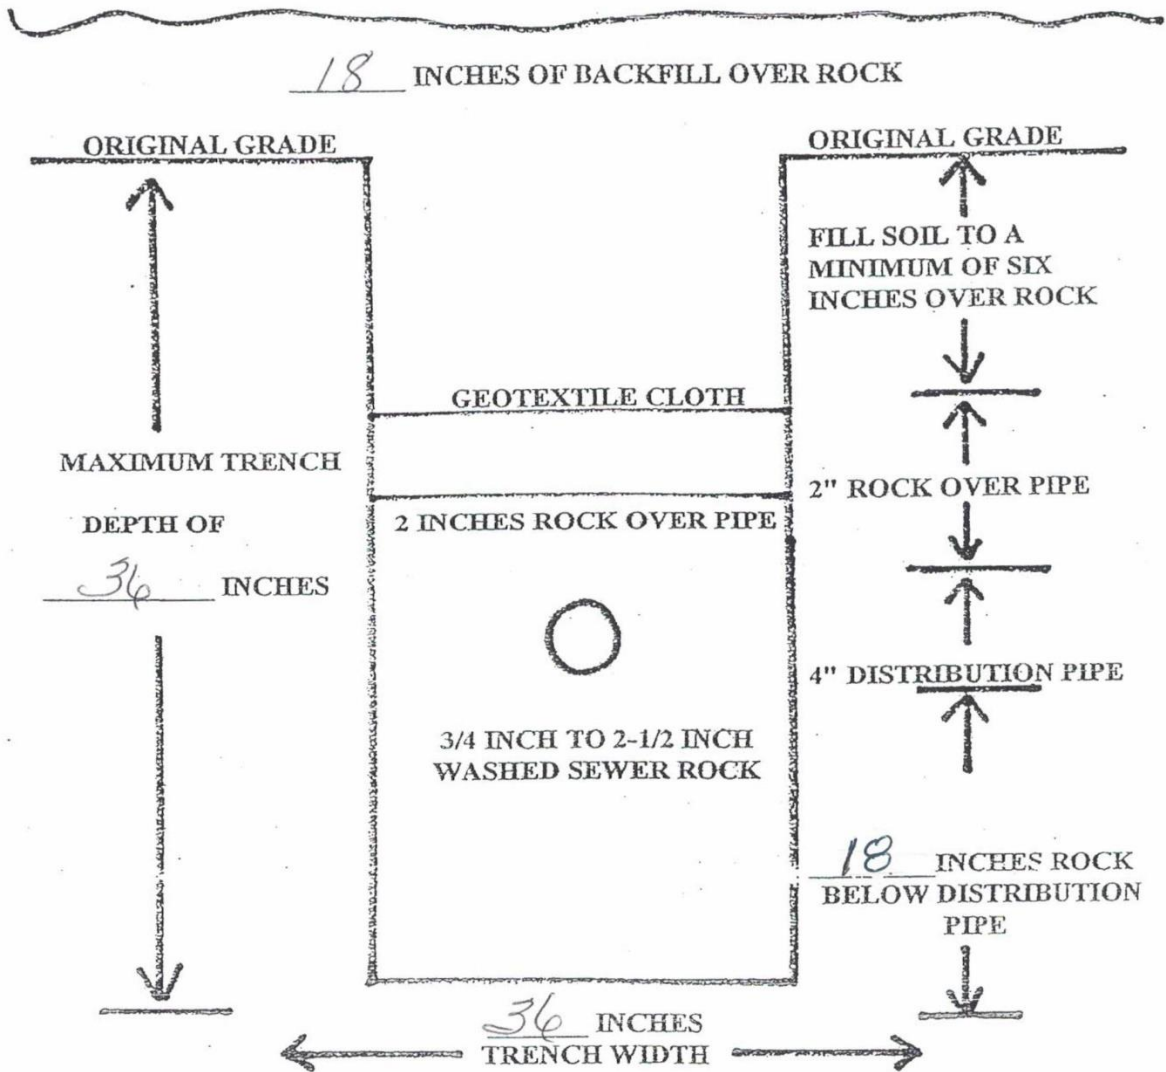 18 INCHES OF BACKFILL OVER ROCK
ORIGINAL GRADE
ORIGINAL GRADE
FILL SOIL TO A
MINIMUM OF SIX
INCHES OVER ROCK
GEOTEXTILE CLOTH
MAXIMUM TRENCH
DEPTH OF
36 INCHES
2" ROCK OVER PIPE
2 INCHES ROCK OVER PIPE
4" DISTRIBUTION PIPE
3/4 INCH TO 2-1/2 INCH
WASHED SEWER ROCK
18 INCHES ROCK
BELOW DISTRIBUTION
PIPE
36 INCHES
TRENCH WIDTH